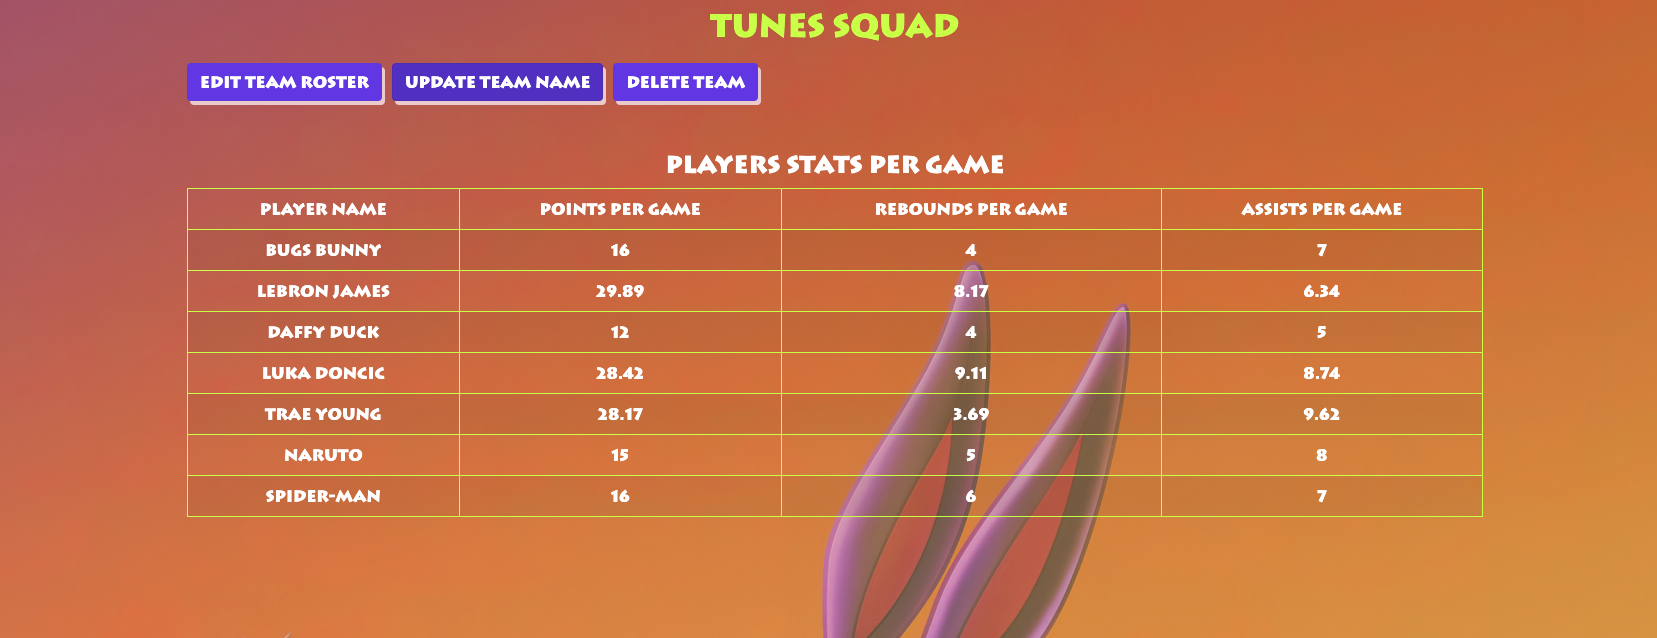 TUNES SQUAD
EDIT TEAM ROSTER UPDATE TEAM NAME DELETE TEAM
PLAYERS STATS PER GAME
PLAYER NAME POINTS PER GAME REBOUNDS PER GAME ASSISTS PER GAME
BUGS BUNNY 16 4 7
LEBRON JAMES 29.89 8.17 6.34
DAFFY DUCK 12 4 5
LUKA DONCIC 28.42 9.11 8.74
TRAE YOUNG 28.17 3.69 9.62
NARUTO 15 5 8
SPIDER-MAN 16 6 7